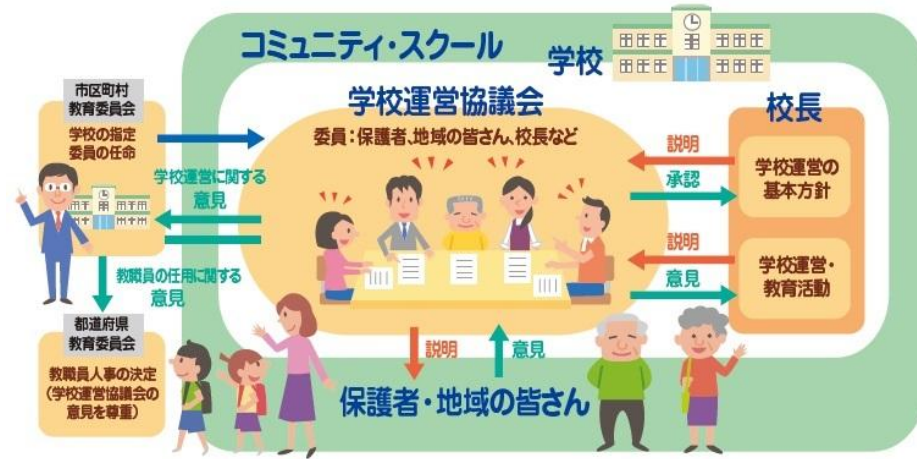 コミュニティ・スクール
学校
市区町村
教育委員会
学校の指定
委員の任命
学校運営協議会
委員：保護者、地域の皆さん、校長など
校長
説明
承認
学校運営の
基本方針
学校運営に関する
意見
説明
意見
学校運営・
教育活動
教職員の任用に関する
意見
都道府県
教育委員会
教職員人事の決定
（学校運営協議会の
意見を尊重）
説明
意見
保護者・地域の皆さん